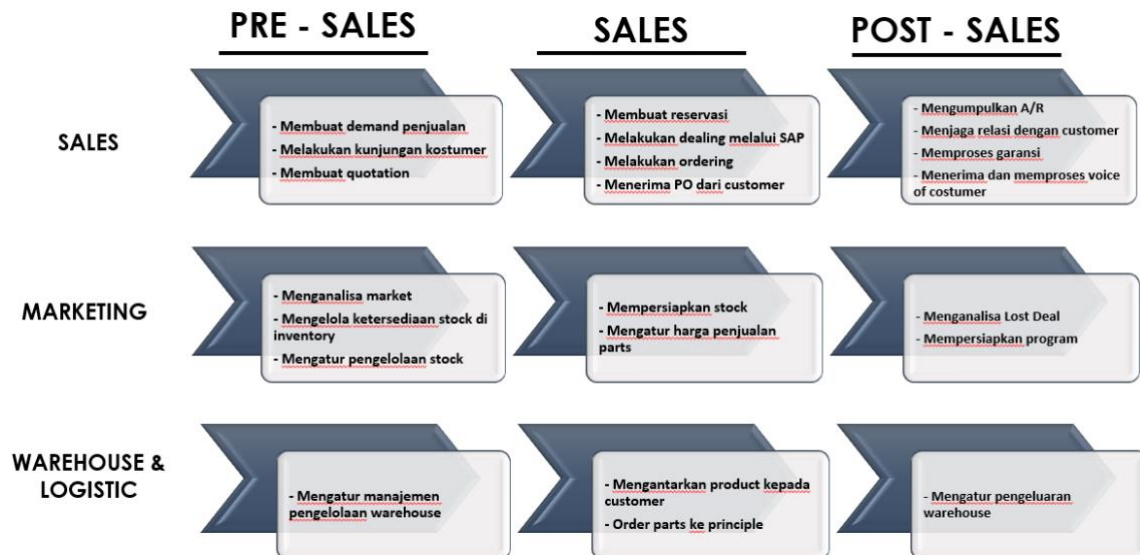 PRE - SALES
SALES
POST - SALES
SALES
- Membuat demand penjualan
- Melakukan kunjungan kostumer
- Membuat quotation
- Membuat reservasi
- Melakukan dealing melalui SAP
- Melakukan ordering
- Menerima PO dari customer
- Mengumpulkan A/R
- Menjaga relasi dengan customer
- Memproses garansi
- Menerima dan memproses voice
of costumer
MARKETING
- Menganalisa market
- Mengelola ketersediaan stock di
inventory
- Mengatur pengelolaan stock
- Mempersiapkan stock
- Mengatur harga penjualan
parts
- Menganalisa Lost Deal
- Mempersiapkan program
WAREHOUSE &
LOGISTIC
- Mengatur manajemen
pengelolaan warehouse
- Mengantarkan product kepada
customer
- Order parts ke principle
- Mengatur pengeluaran
warehouse